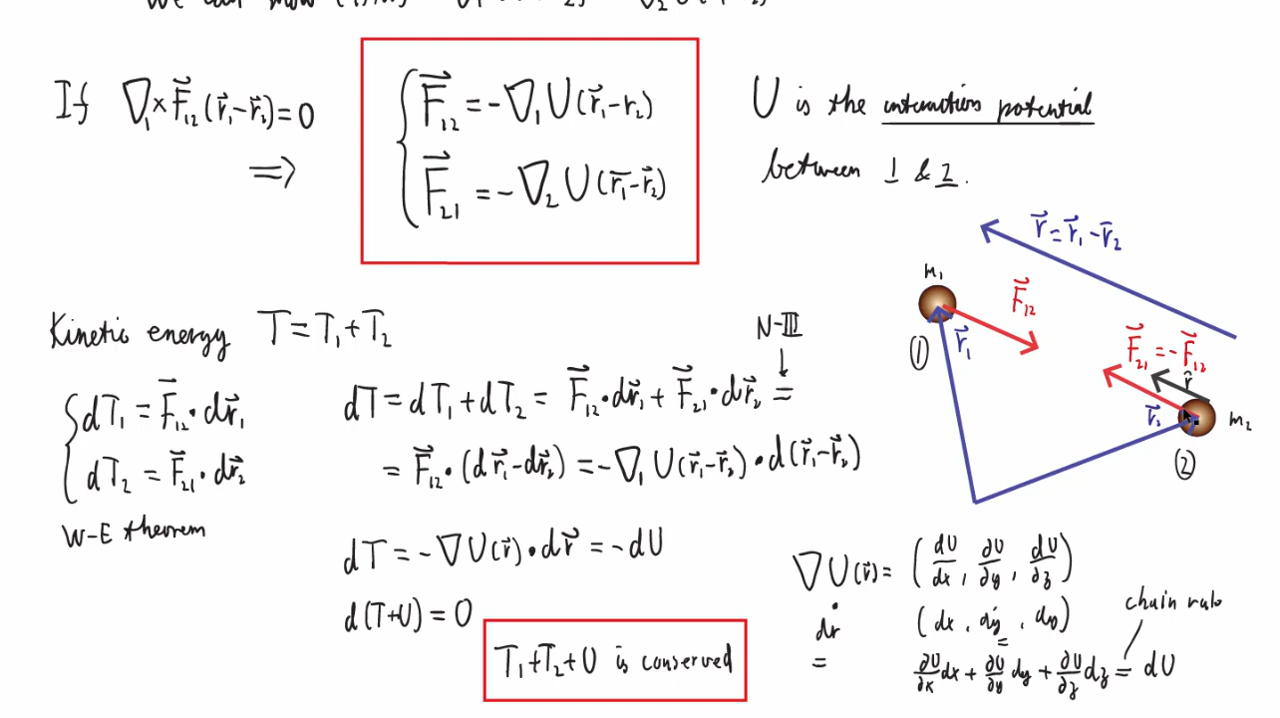 If ∇₁×F⃗₁₂(r⃗₁-r⃗₂)=0
⟹
F⃗₁₂ = -∇₁U(r⃗₁-r₂)
F⃗₂₁ = -∇₂U(r⃗₁-r⃗₂)
U is the interaction potential
between 1 & 2.
r⃗ = r⃗₁-r⃗₂
m₁
F⃗₁₂
①
r⃗₁
F⃗₂₁ = -F⃗₁₂
r̂
r⃗₂
m₂
②
Kinetic energy T = T₁+T₂
dT₁ = F⃗₁₂·dr⃗₁
dT₂ = F⃗₂₁·dr⃗₂
W-E theorem
N-III
↓
dT = dT₁+dT₂ = F⃗₁₂·dr⃗₁+F⃗₂₁·dr⃗₂ =
= F⃗₁₂·(dr⃗₁-dr⃗₂) = -∇₁U(r⃗₁-r⃗₂)·d(r⃗₁-r⃗₂)
dT = -∇U(r⃗)·dr⃗ = -dU
d(T+U) = 0
T₁+T₂+U is conserved
∇U(r⃗) = (dU/dx, ∂U/∂y, dU/∂z)
·
dr⃗ (dx, dy, dz)
=
= ∂U/∂x dx + ∂U/∂y dy + ∂U/∂z dz = dU
chain rule